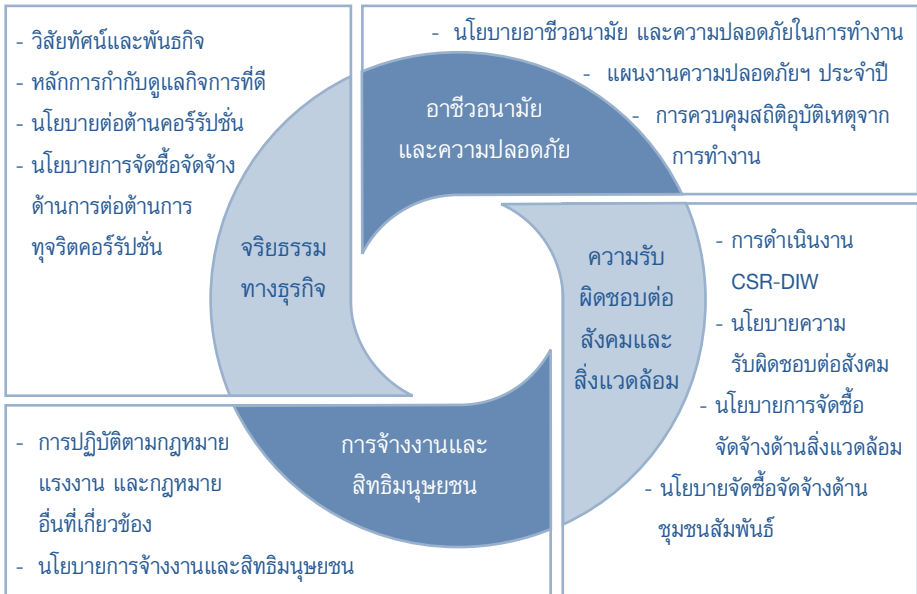 - วิสัยทัศน์และพันธกิจ
- หลักการกำกับดูแลกิจการที่ดี
- นโยบายต่อต้านคอร์รัปชั่น
- นโยบายการจัดซื้อจัดจ้าง
ด้านการต่อต้านการ
ทุจริตคอร์รัปชั่น
จริยธรรม
ทางธุรกิจ
- นโยบายอาชีวอนามัย และความปลอดภัยในการทำงาน
- แผนงานความปลอดภัยฯ ประจำปี
- การควบคุมสถิติอุบัติเหตุจาก
การทำงาน
อาชีวอนามัย
และความปลอดภัย
ความรับ
ผิดชอบต่อ
สังคมและ
สิ่งแวดล้อม
- การดำเนินงาน
CSR-DIW
- นโยบายความ
รับผิดชอบต่อสังคม
- นโยบายการจัดซื้อ
จัดจ้างด้านสิ่งแวดล้อม
- นโยบายจัดซื้อจัดจ้างด้าน
ชุมชนสัมพันธ์
การจ้างงานและ
สิทธิมนุษยชน
- การปฏิบัติตามกฎหมาย
แรงงาน และกฎหมาย
อื่นที่เกี่ยวข้อง
- นโยบายการจ้างงานและสิทธิมนุษยชน